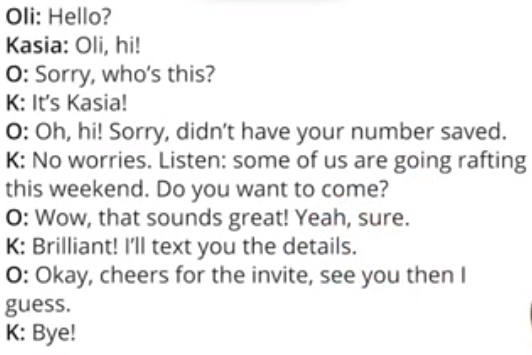 Oli: Hello?
Kasia: Oli, hi!
O: Sorry, who's this?
K: It's Kasia!
O: Oh, hi! Sorry, didn't have your number saved.
K: No worries. Listen: some of us are going rafting
this weekend. Do you want to come?
O: Wow, that sounds great! Yeah, sure.
K: Brilliant! I'll text you the details.
O: Okay, cheers for the invite, see you then I
guess.
K: Bye!